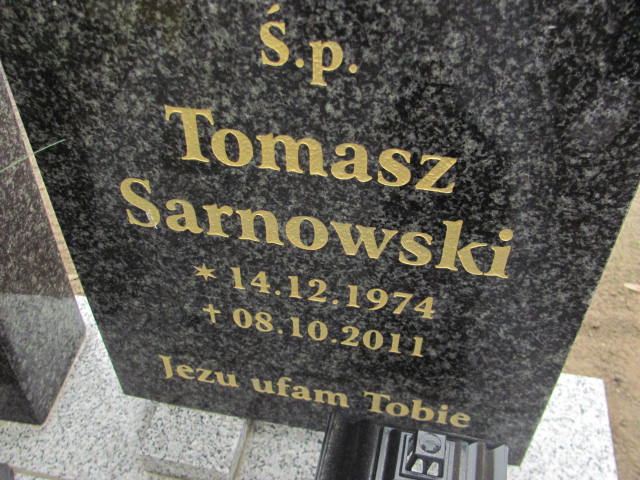 Ś.p.
Tomasz
Sarnowski
* 14.12.1974
✝ 08.10.2011
Jezu ufam Tobie